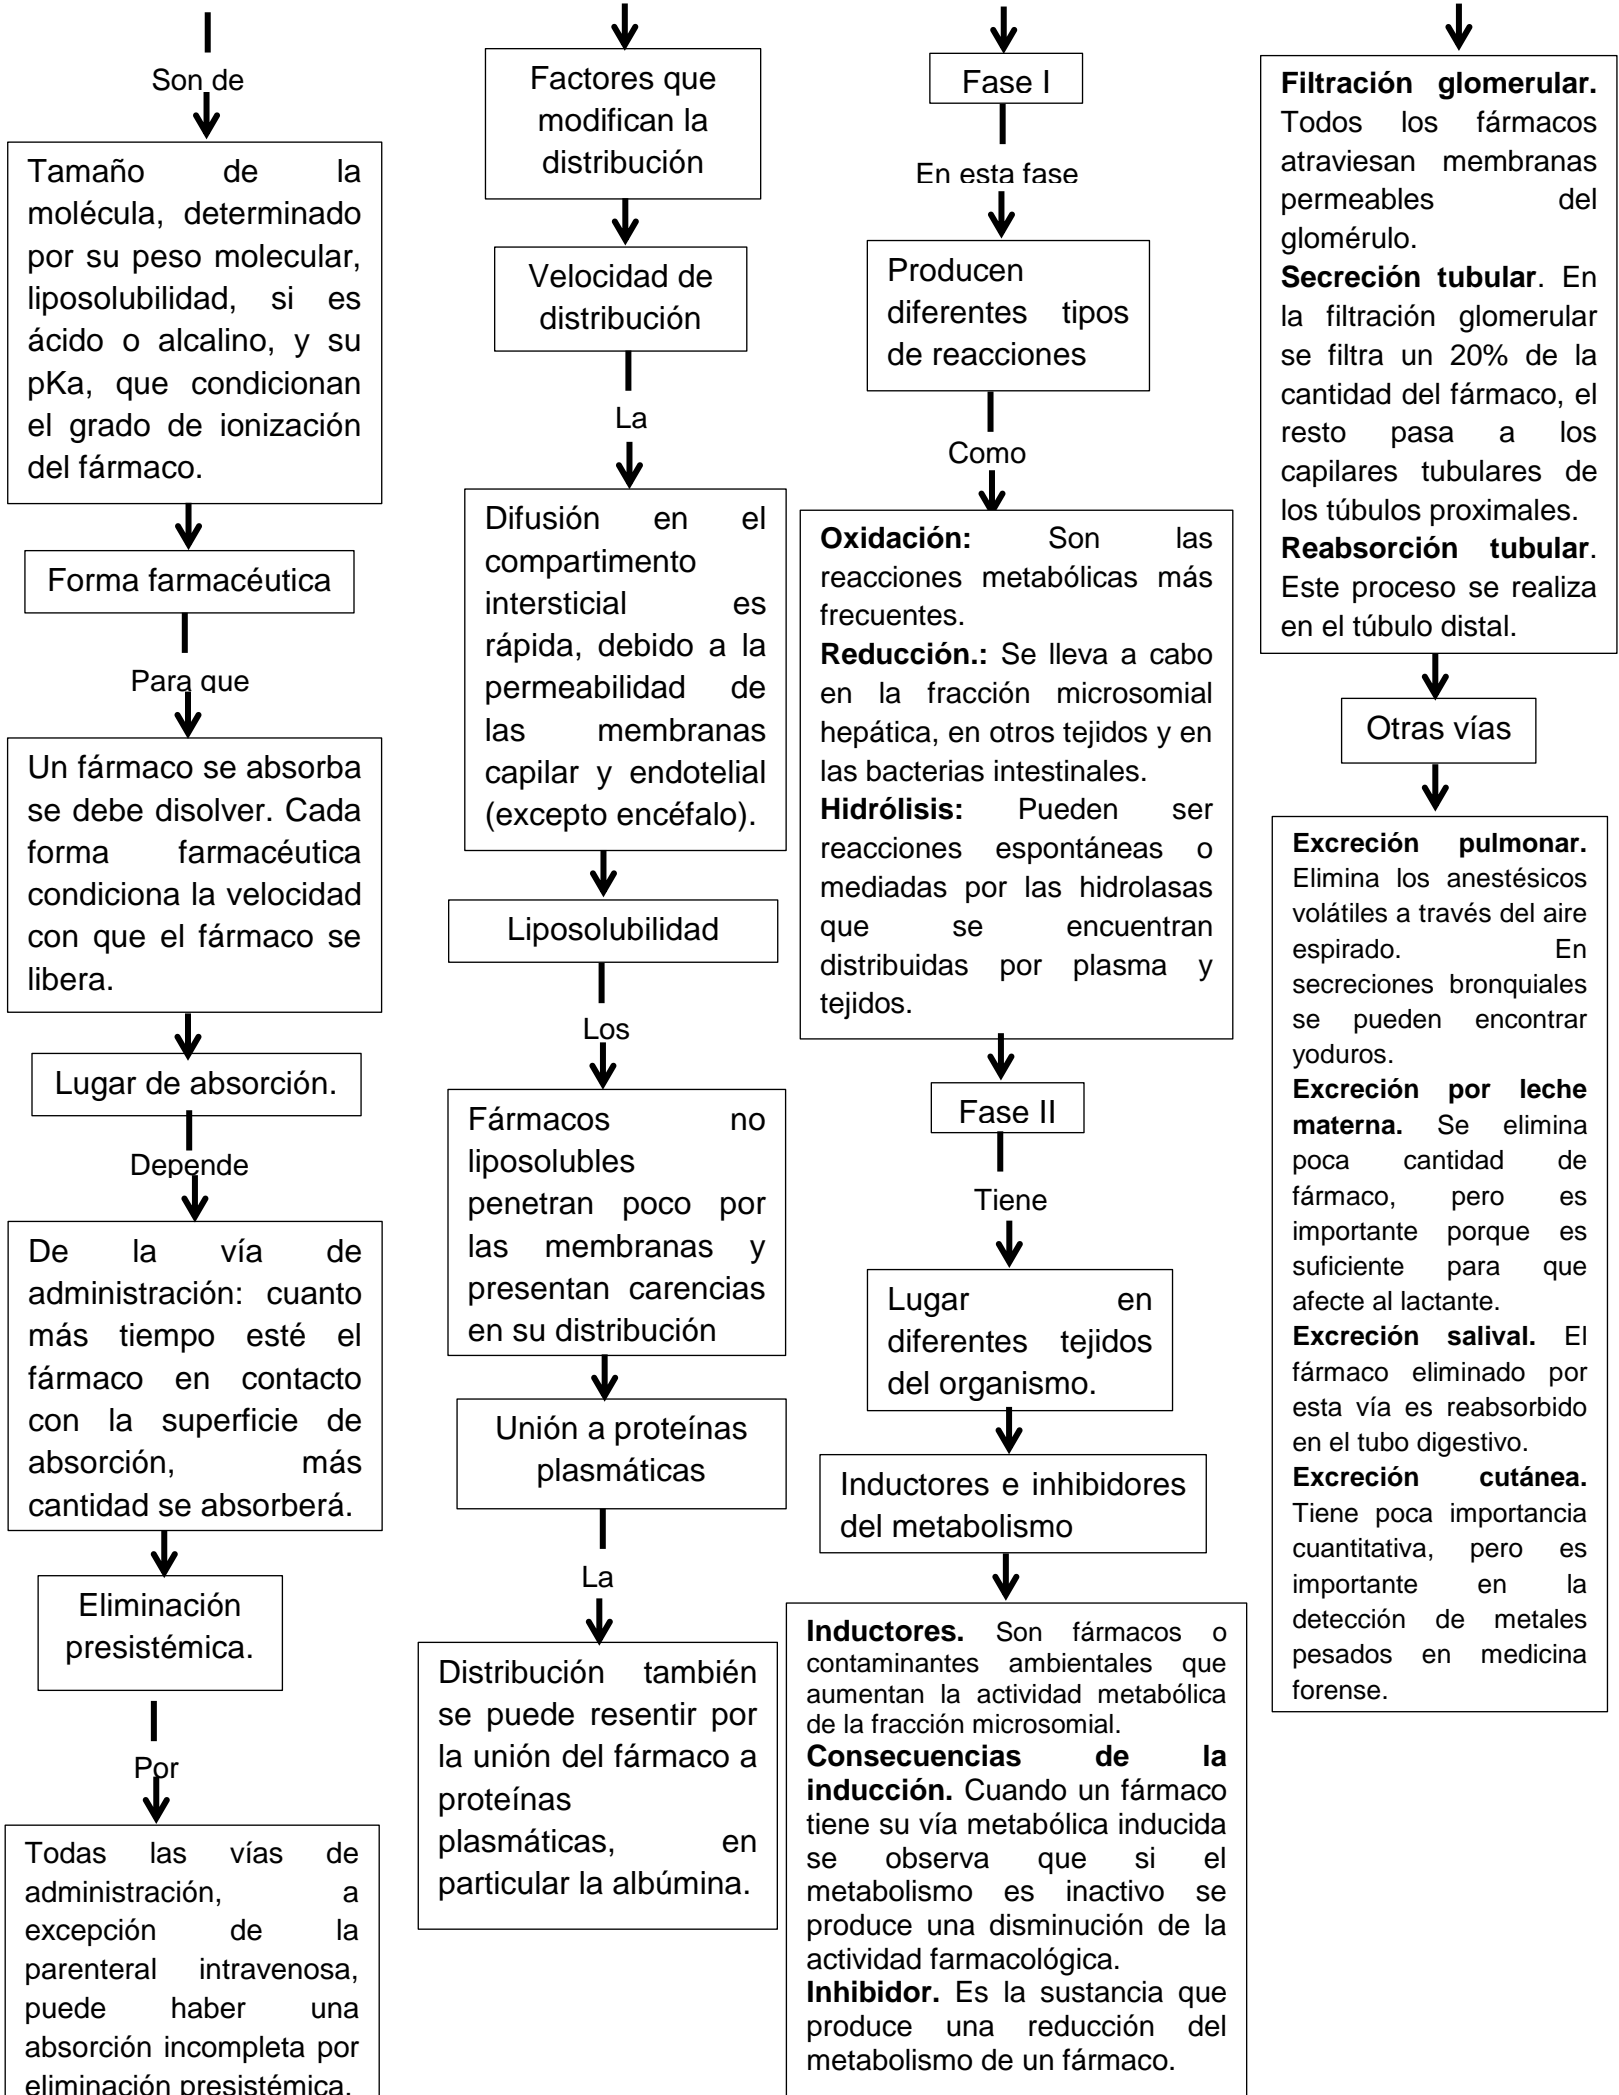 Son de
Tamaño de la
molécula, determinado
por su peso molecular,
liposolubilidad, si es
ácido o alcalino, y su
pKa, que condicionan
el grado de ionización
del fármaco.
Forma farmacéutica
Para que
Un fármaco se absorba
se debe disolver. Cada
forma farmacéutica
condiciona la velocidad
con que el fármaco se
libera.
Lugar de absorción.
Depende
De la vía de
administración: cuanto
más tiempo esté el
fármaco en contacto
con la superficie de
absorción, más
cantidad se absorberá.
Eliminación
presistémica.
Por
Todas las vías de
administración, a
excepción de la
parenteral intravenosa,
puede haber una
absorción incompleta por
eliminación presistémica.
Factores que
modifican la
distribución
Velocidad de
distribución
La
Difusión en el
compartimento
intersticial es
rápida, debido a la
permeabilidad de
las membranas
capilar y endotelial
(excepto encéfalo).
Liposolubilidad
Los
Fármacos no
liposolubles
penetran poco por
las membranas y
presentan carencias
en su distribución
Unión a proteínas
plasmáticas
La
Distribución también
se puede resentir por
la unión del fármaco a
proteínas
plasmáticas, en
particular la albúmina.
Fase I
En esta fase
Producen
diferentes tipos
de reacciones
Como
Oxidación: Son las
reacciones metabólicas más
frecuentes.
Reducción.: Se lleva a cabo
en la fracción microsomial
hepática, en otros tejidos y en
las bacterias intestinales.
Hidrólisis: Pueden ser
reacciones espontáneas o
mediadas por las hidrolasas
que se encuentran
distribuidas por plasma y
tejidos.
Fase II
Tiene
Lugar en
diferentes tejidos
del organismo.
Inductores e inhibidores
del metabolismo
Inductores. Son fármacos o
contaminantes ambientales que
aumentan la actividad metabólica
de la fracción microsomial.
Consecuencias de la
inducción. Cuando un fármaco
tiene su vía metabólica inducida
se observa que si el
metabolismo es inactivo se
produce una disminución de la
actividad farmacológica.
Inhibidor. Es la sustancia que
produce una reducción del
metabolismo de un fármaco.
Filtración glomerular.
Todos los fármacos
atraviesan membranas
permeables del
glomérulo.
Secreción tubular. En
la filtración glomerular
se filtra un 20% de la
cantidad del fármaco, el
resto pasa a los
capilares tubulares de
los túbulos proximales.
Reabsorción tubular.
Este proceso se realiza
en el túbulo distal.
Otras vías
Excreción pulmonar.
Elimina los anestésicos
volátiles a través del aire
espirado. En
secreciones bronquiales
se pueden encontrar
yoduros.
Excreción por leche
materna. Se elimina
poca cantidad de
fármaco, pero es
importante porque es
suficiente para que
afecte al lactante.
Excreción salival. El
fármaco eliminado por
esta vía es reabsorbido
en el tubo digestivo.
Excreción cutánea.
Tiene poca importancia
cuantitativa, pero es
importante en la
detección de metales
pesados en medicina
forense.